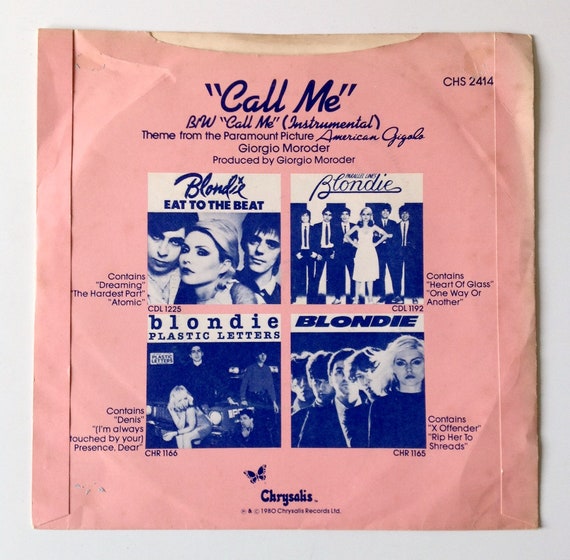 CHS 2414
"Call Me"
B/W "Call Me" (Instrumental)
Theme from the Paramount Picture American Gigolo
Giorgio Moroder
Produced by Giorgio Moroder
Blondie
EAT TO THE BEAT
Contains
"Dreaming"
"The Hardest Part"
"Atomic"
CDL 1225
PARALLEL LINES
Blondie
Contains
"Heart Of Glass"
"One Way Or
Another"
CDL 1192
blondie
PLASTIC LETTERS
PLASTIC
LETTERS
Contains
"Denis"
"(I'm always
touched by your)
Presence, Dear"
CHR 1166
BLONDIE
Contains
"X Offender"
"Rip Her To
Shreads"
CHR 1165
Chrysalis TM
℗ & © 1980 Chrysalis Records Ltd.